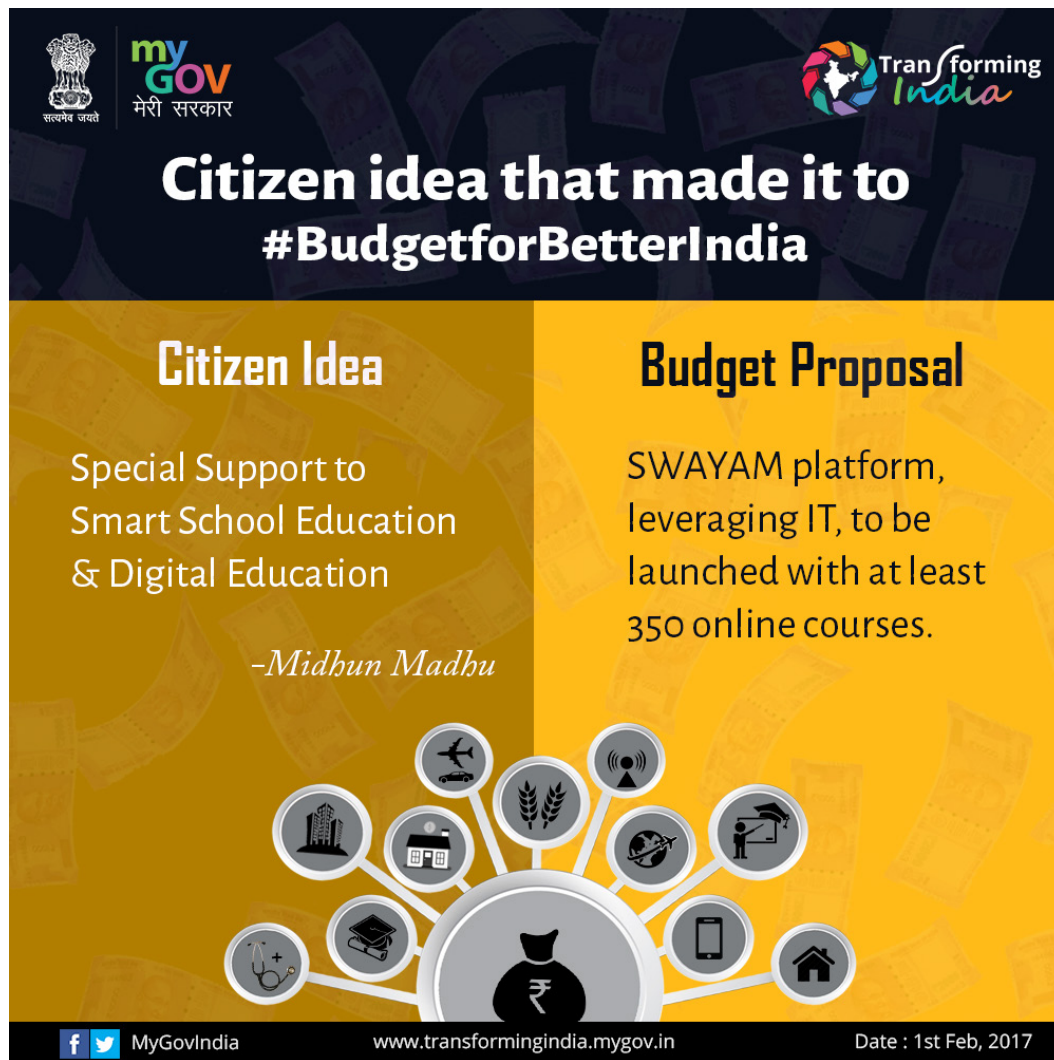 सत्यमेव जयते
my
GOV
मेरी सरकार
Transforming
India
Citizen idea that made it to
#BudgetforBetterIndia
Citizen Idea
Special Support to
Smart School Education
& Digital Education
-Midhun Madhu
Budget Proposal
SWAYAM platform,
leveraging IT, to be
launched with at least
350 online courses.
₹
MyGovIndia
www.transformingindia.mygov.in
Date : 1st Feb, 2017